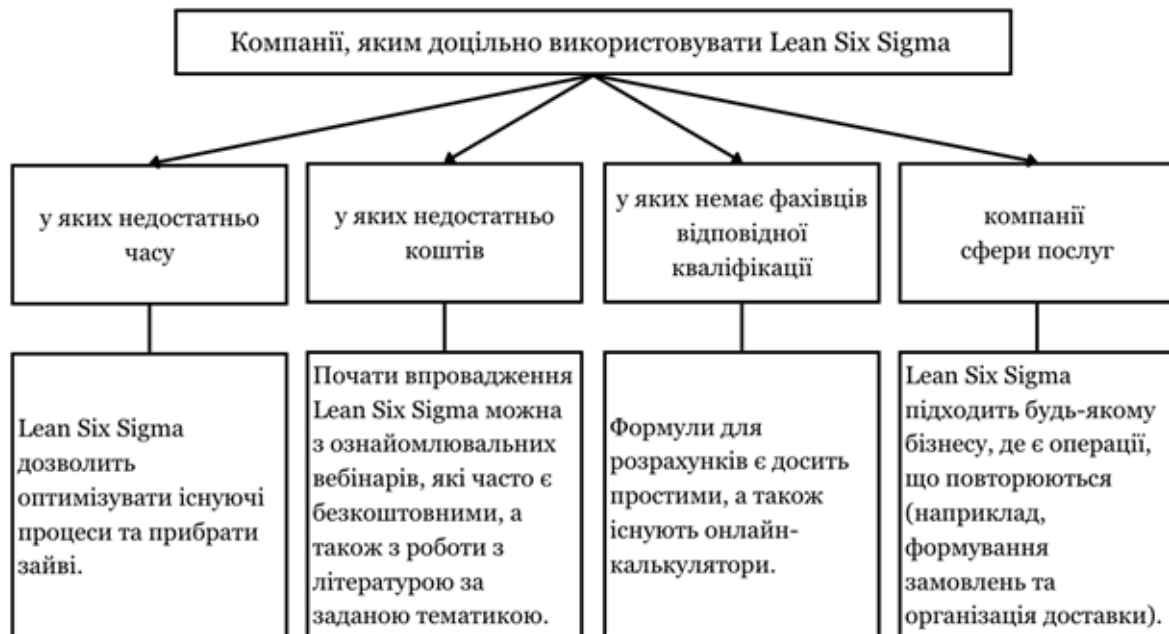 Компанії, яким доцільно використовувати Lean Six Sigma
у яких недостатньо
часу
у яких недостатньо
коштів
у яких немає фахівців
відповідної
кваліфікації
компанії
сфери послуг
Lean Six Sigma
дозволить
оптимізувати існуючі
процеси та прибрати
зайві.
Почати впровадження
Lean Six Sigma можна
з ознайомлювальних
вебінарів, які часто є
безкоштовними, а
також з роботи з
літературою за
заданою тематикою.
Формули для
розрахунків є досить
простими, а також
існують онлайн-
калькулятори.
Lean Six Sigma
підходить будь-якому
бізнесу, де є операції,
що повторюються
(наприклад,
формування
замовлень та
організація доставки).